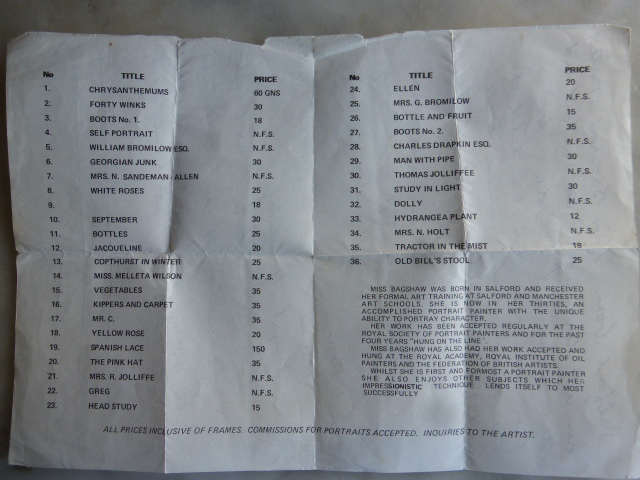 No TITLE PRICE
1. CHRYSANTHEMUMS 60 GNS
2. FORTY WINKS 30
3. BOOTS No. 1. 18
4. SELF PORTRAIT N.F.S.
5. WILLIAM BROMILOW ESQ. N.F.S.
6. GEORGIAN JUNK 30
7. MRS. N. SANDEMAN-ALLEN N.F.S.
8. WHITE ROSES 25
9. 18
10. SEPTEMBER 30
11. BOTTLES 25
12. JACQUELINE 20
13. COPTHURST IN WINTER 25
14. MISS. MELLETA WILSON N.F.S.
15. VEGETABLES 35
16. KIPPERS AND CARPET 35
17. MR. C. 35
18. YELLOW ROSE 20
19. SPANISH LACE 150
20. THE PINK HAT 35
21. MRS. R. JOLLIFFE N.F.S.
22. GREG N.F.S.
23. HEAD STUDY 15
No TITLE PRICE
24. ELLEN 20
25. MRS. G. BROMILOW N.F.S.
26. BOTTLE AND FRUIT 15
27. BOOTS No. 2. 35
28. CHARLES DRAPKIN ESQ. N.F.S.
29. MAN WITH PIPE 30
30. THOMAS JOLLIFFEE N.F.S.
31. STUDY IN LIGHT 30
32. DOLLY N.F.S.
33. HYDRANGEA PLANT 12
34. MRS. N. HOLT N.F.S.
35. TRACTOR IN THE MIST 18
36. OLD BILL'S STOOL 25
MISS BAGSHAW WAS BORN IN SALFORD AND RECEIVED
HER FORMAL ART TRAINING AT SALFORD AND MANCHESTER
ART SCHOOLS. SHE IS NOW IN HER THIRTIES, AN
ACCOMPLISHED PORTRAIT PAINTER WITH THE UNIQUE
ABILITY TO PORTRAY CHARACTER.
HER WORK HAS BEEN ACCEPTED REGULARLY AT THE
ROYAL SOCIETY OF PORTRAIT PAINTERS AND FOR THE PAST
FOUR YEARS "HUNG ON THE LINE".
MISS BAGSHAW HAS ALSO HAD HER WORK ACCEPTED AND
HUNG AT THE ROYAL ACADEMY, ROYAL INSTITUTE OF OIL
PAINTERS AND THE FEDERATION OF BRITISH ARTISTS.
WHILST SHE IS FIRST AND FORMOST A PORTRAIT PAINTER
SHE ALSO ENJOYS OTHER SUBJECTS WHICH HER
IMPRESSIONISTIC TECHNIQUE LENDS ITSELF TO MOST
SUCCESSFULLY
ALL PRICES INCLUSIVE OF FRAMES. COMMISSIONS FOR PORTRAITS ACCEPTED. INQUIRIES TO THE ARTIST.